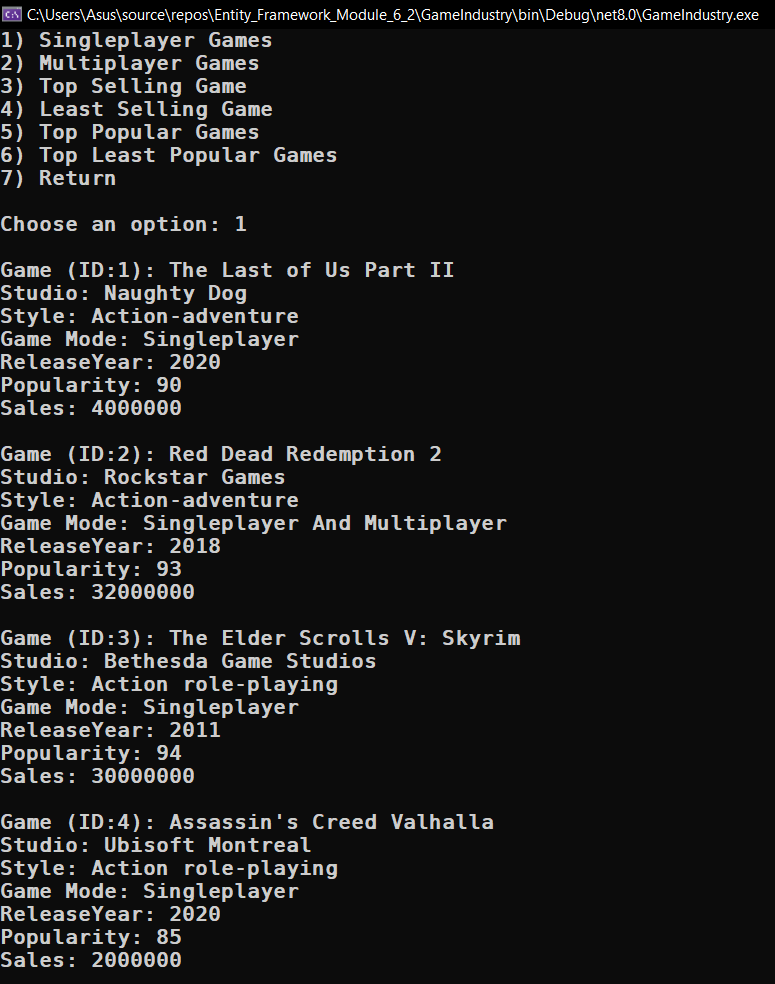 C:\Users\Asus\source\repos\Entity_Framework_Module_6_2\GameIndustry\bin\Debug\net8.0\GameIndustry.exe
1) Singleplayer Games
2) Multiplayer Games
3) Top Selling Game
4) Least Selling Game
5) Top Popular Games
6) Top Least Popular Games
7) Return
Choose an option: 1
Game (ID:1): The Last of Us Part II
Studio: Naughty Dog
Style: Action-adventure
Game Mode: Singleplayer
ReleaseYear: 2020
Popularity: 90
Sales: 4000000
Game (ID:2): Red Dead Redemption 2
Studio: Rockstar Games
Style: Action-adventure
Game Mode: Singleplayer And Multiplayer
ReleaseYear: 2018
Popularity: 93
Sales: 32000000
Game (ID:3): The Elder Scrolls V: Skyrim
Studio: Bethesda Game Studios
Style: Action role-playing
Game Mode: Singleplayer
ReleaseYear: 2011
Popularity: 94
Sales: 30000000
Game (ID:4): Assassin's Creed Valhalla
Studio: Ubisoft Montreal
Style: Action role-playing
Game Mode: Singleplayer
ReleaseYear: 2020
Popularity: 85
Sales: 2000000